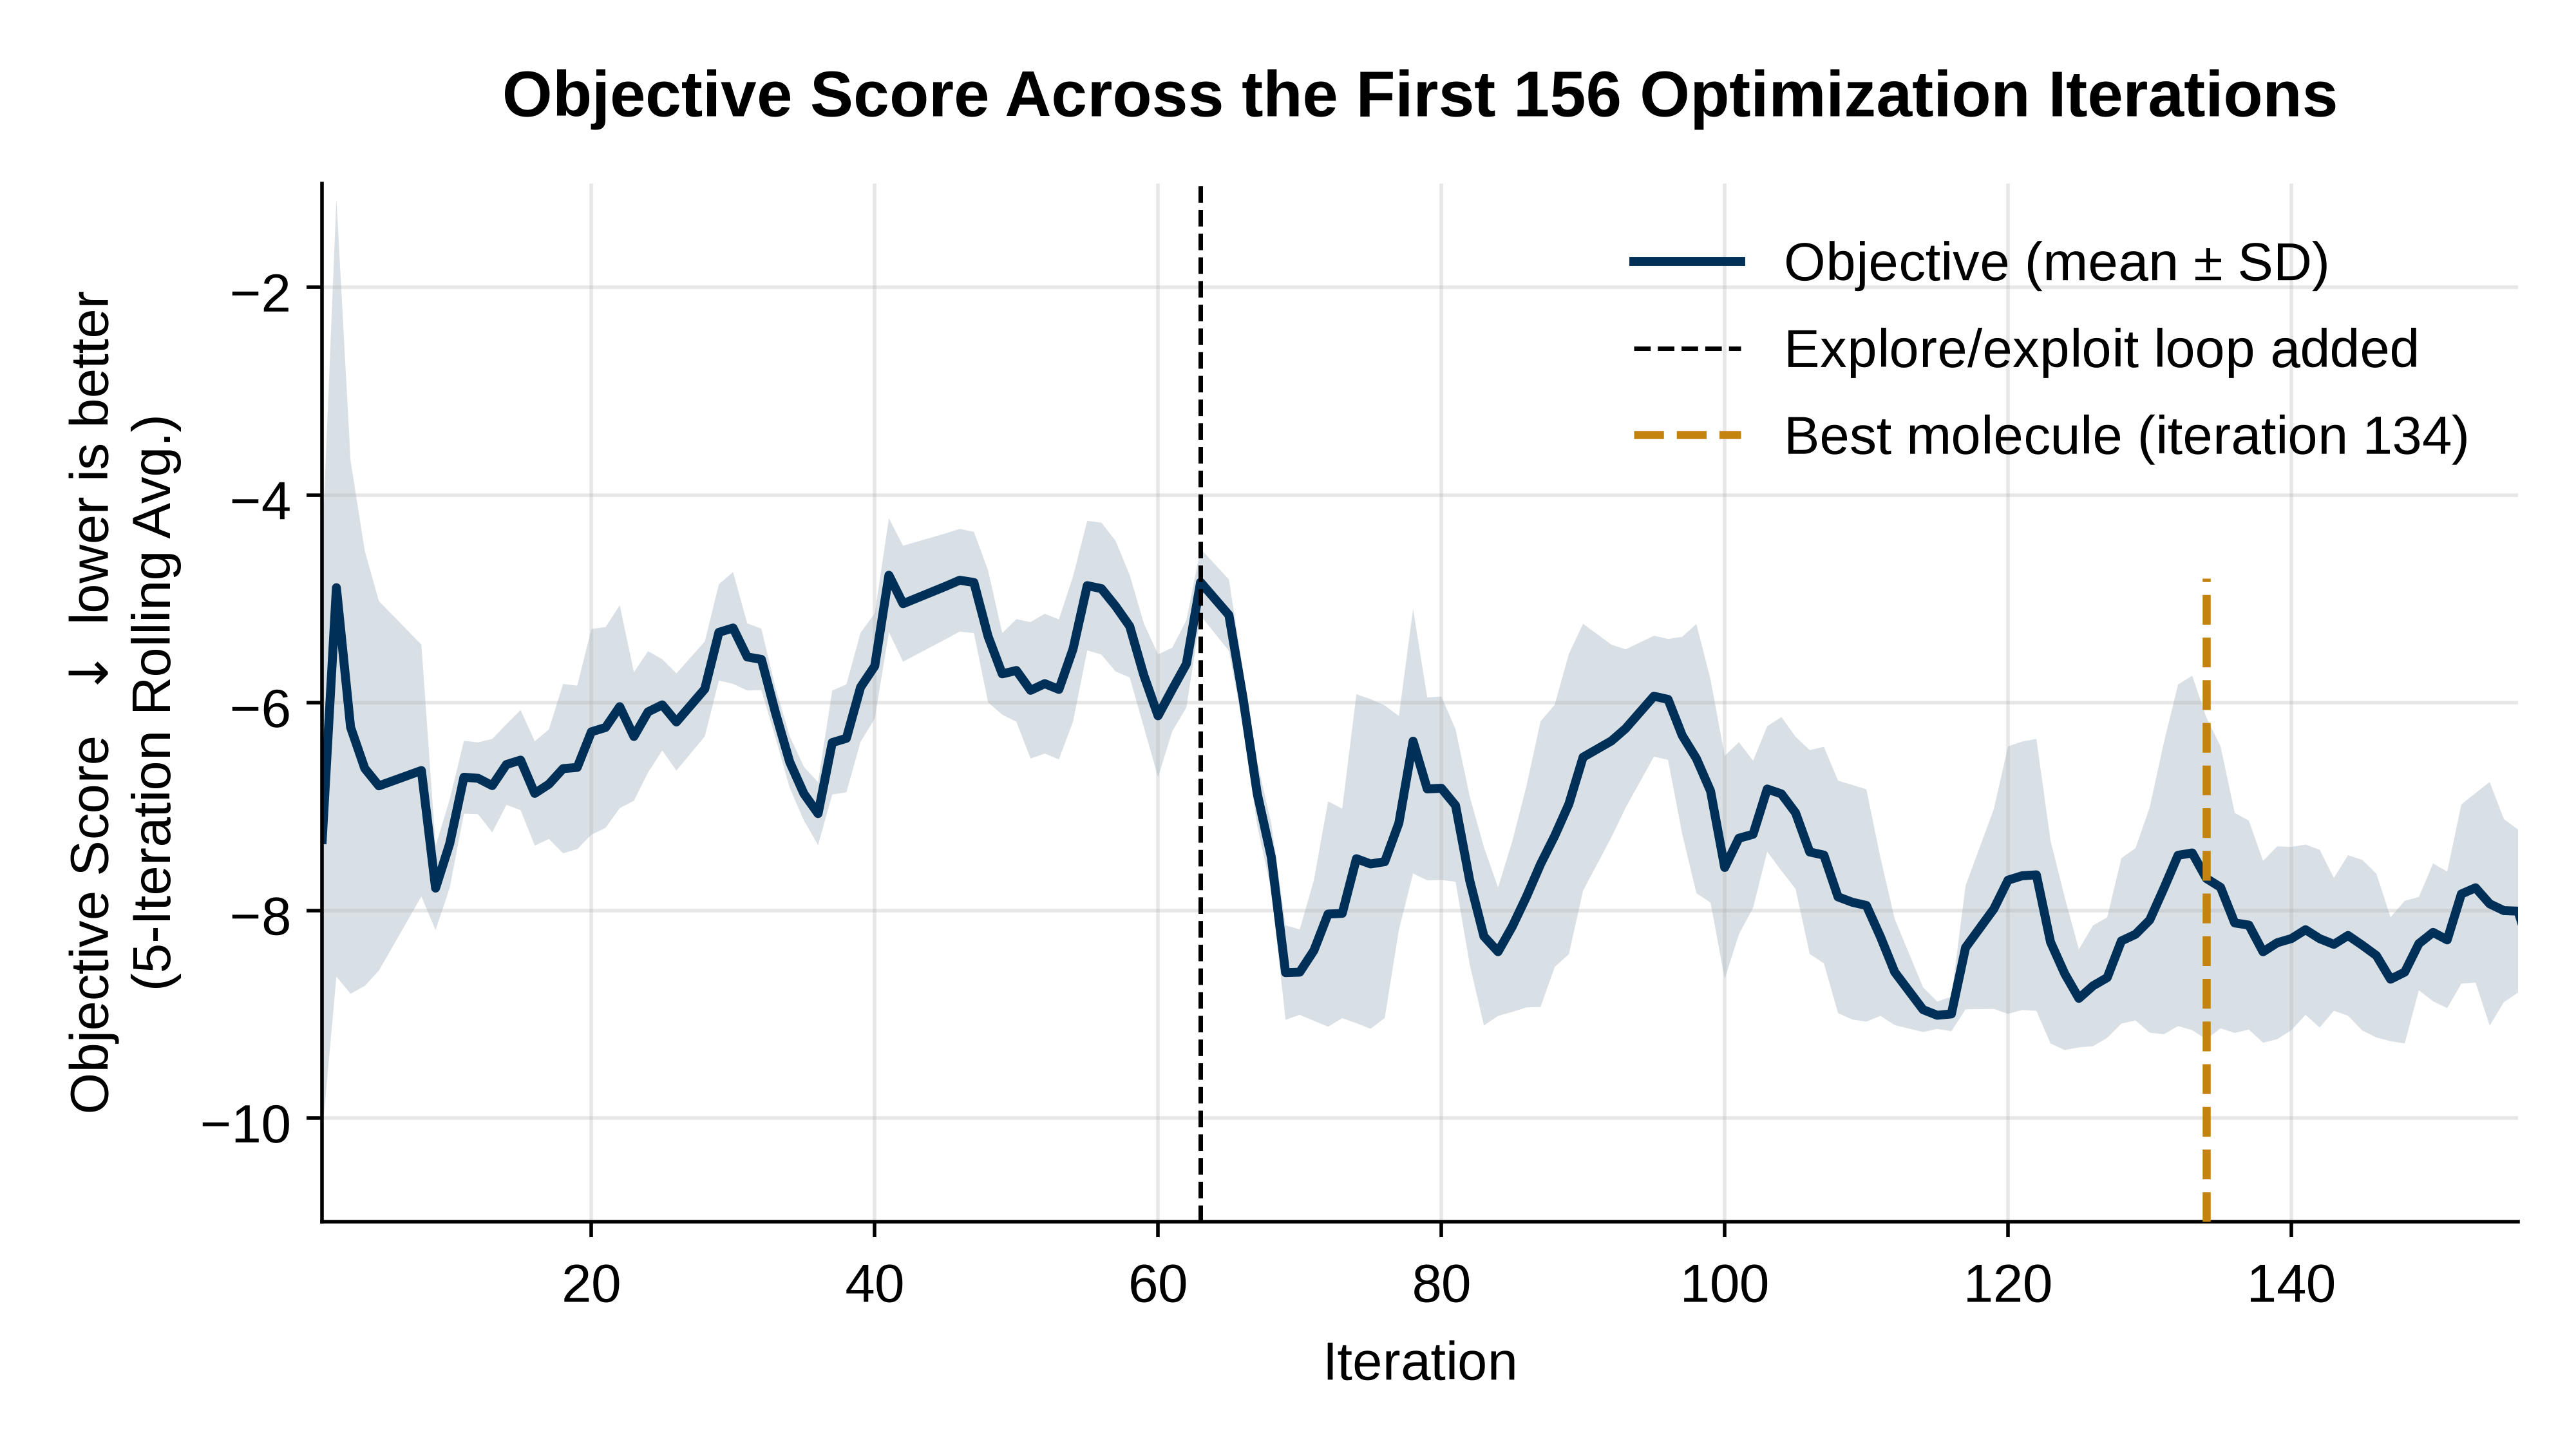 Objective Score Across the First 156 Optimization Iterations
Objective Score ↓ lower is better
(5-Iteration Rolling Avg.)
−2
−4
−6
−8
−10
Objective (mean ± SD)
Explore/exploit loop added
Best molecule (iteration 134)
20 40 60 80 100 120 140
Iteration